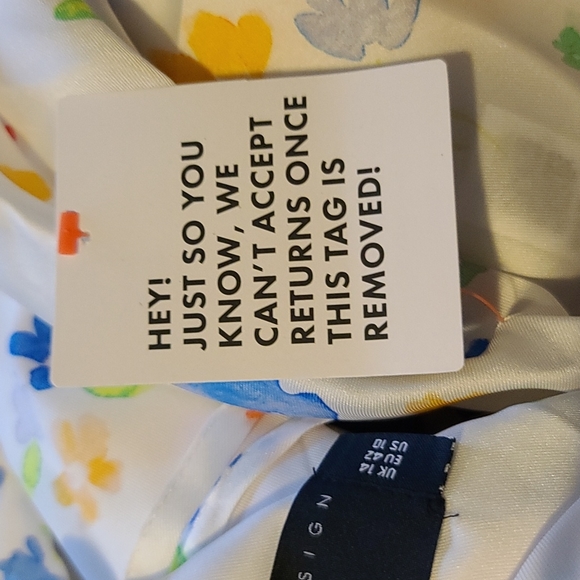 HEY!
JUST SO YOU
KNOW, WE
CAN'T ACCEPT
RETURNS ONCE
THIS TAG IS
REMOVED!
UK 14
EU 42
US 10
SIGN